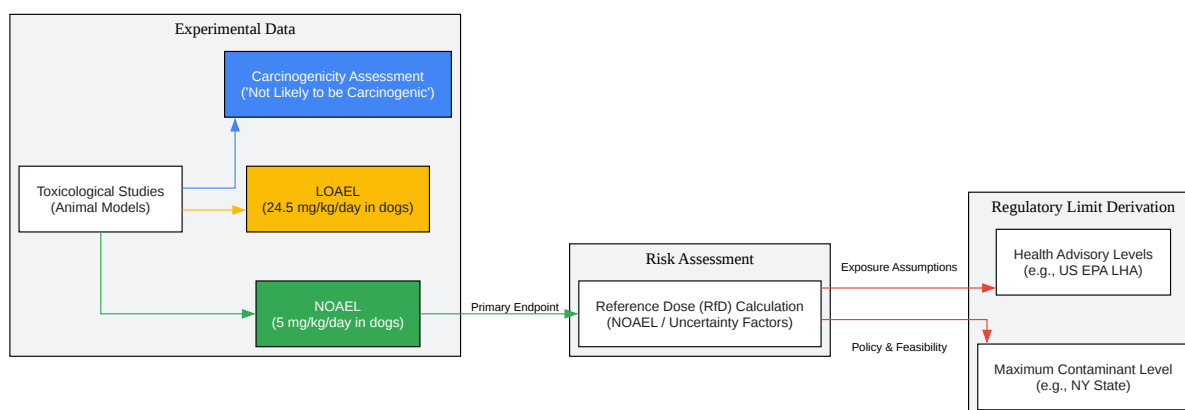 Experimental Data
Carcinogenicity Assessment
('Not Likely to be Carcinogenic')
Toxicological Studies
(Animal Models)
LOAEL
(24.5 mg/kg/day in dogs)
NOAEL
(5 mg/kg/day in dogs)
Primary Endpoint
Risk Assessment
Reference Dose (RfD) Calculation
(NOAEL / Uncertainty Factors)
Exposure Assumptions
Policy & Feasibility
Regulatory Limit Derivation
Health Advisory Levels
(e.g., US EPA LHA)
Maximum Contaminant Level
(e.g., NY State)